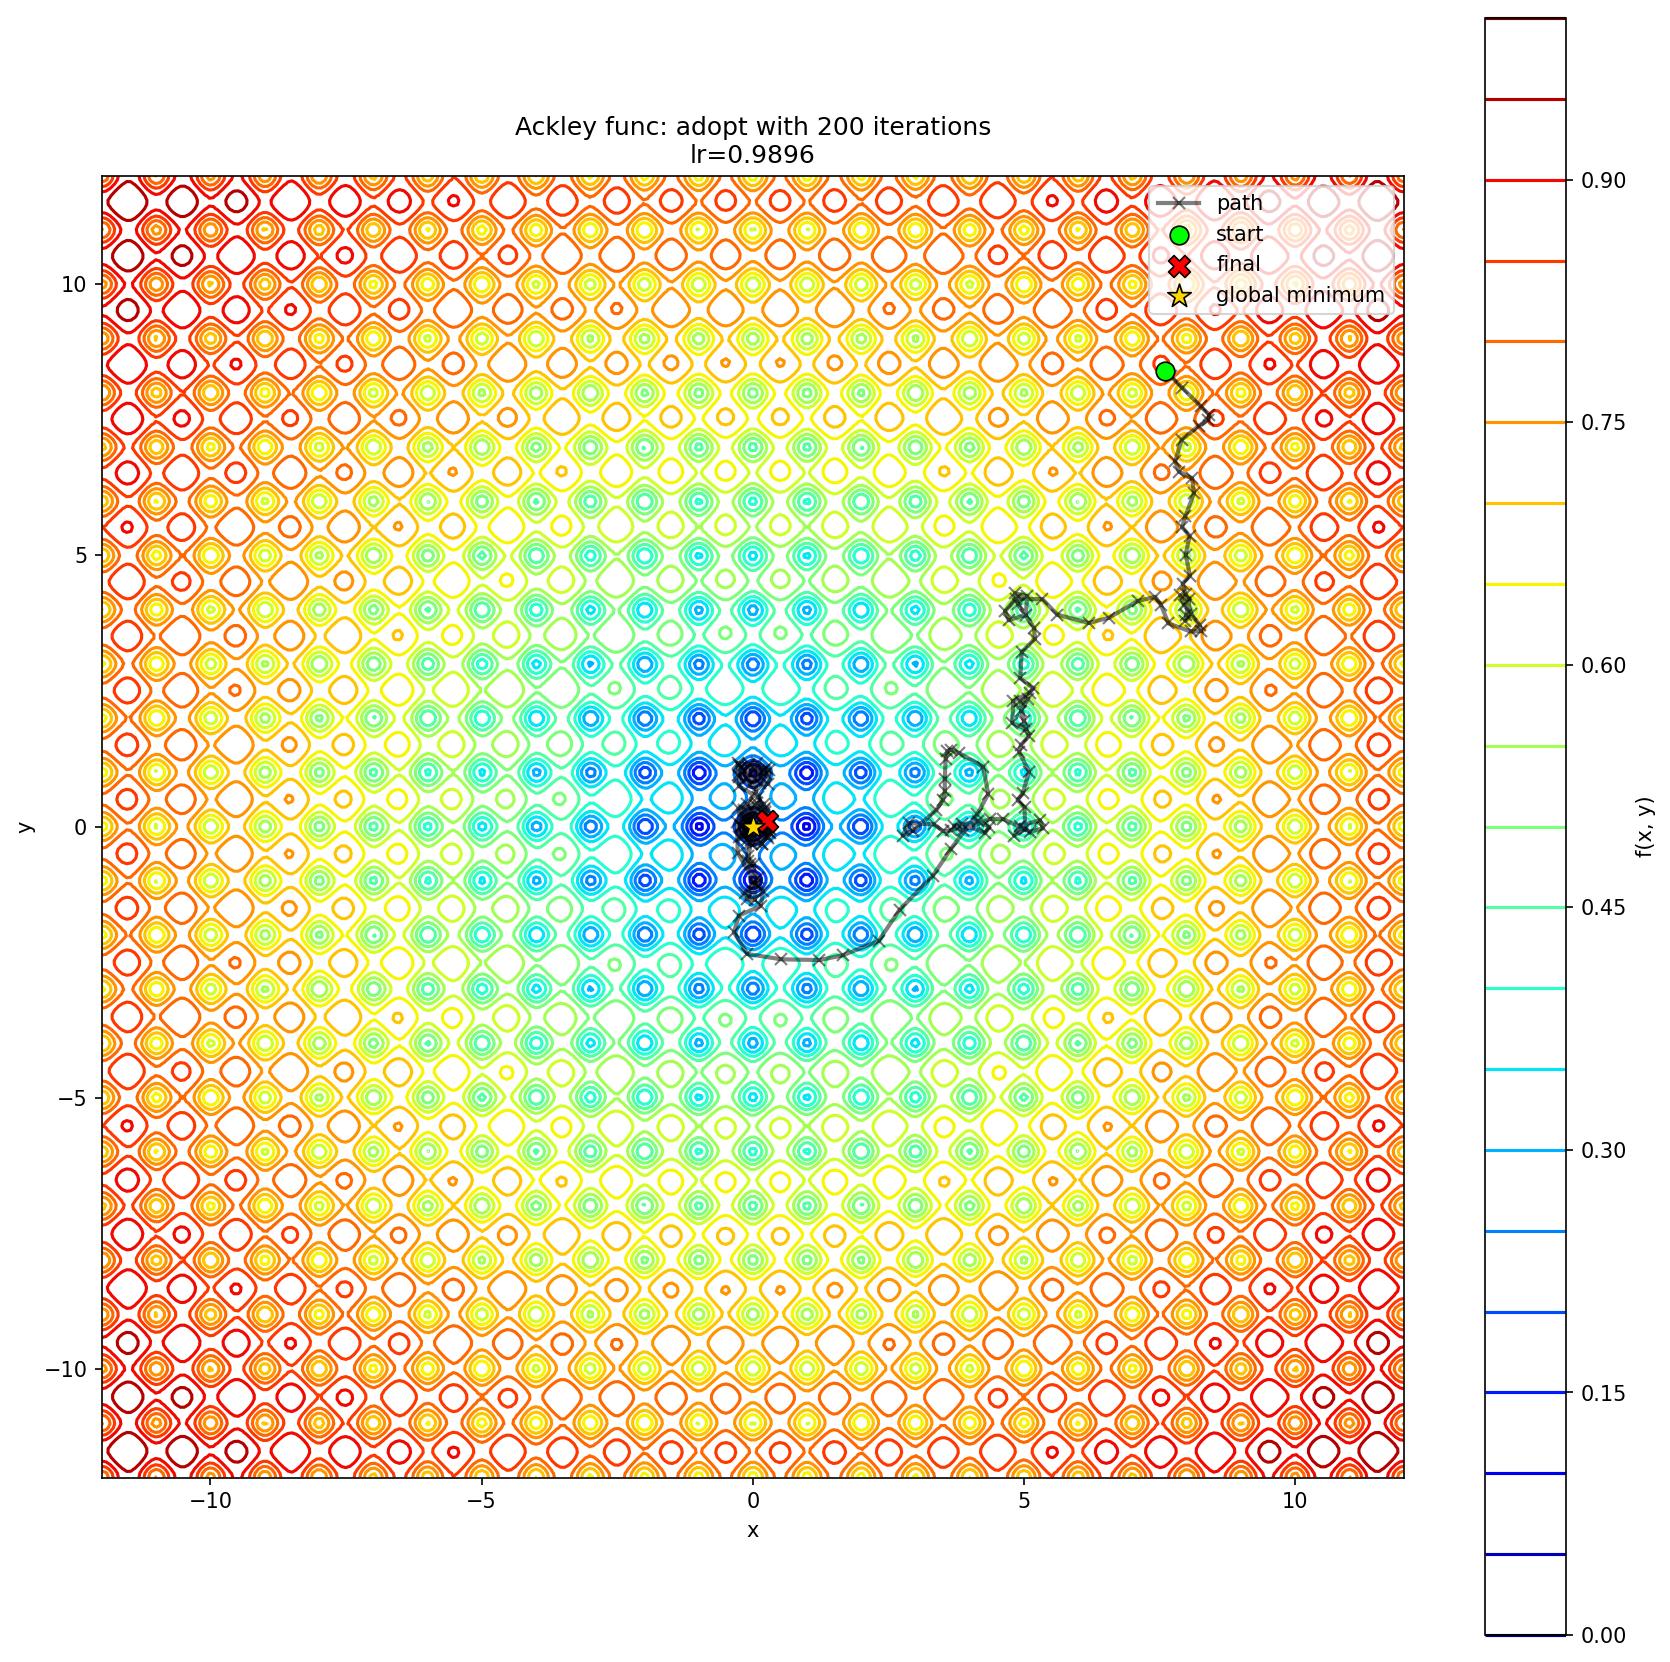 Ackley func: adopt with 200 iterations
lr=0.9896
path
start
final
global minimum
10
5
0
−5
−10
y
−10
−5
0
5
10
x
0.90
0.75
0.60
0.45
0.30
0.15
0.00
f(x, y)